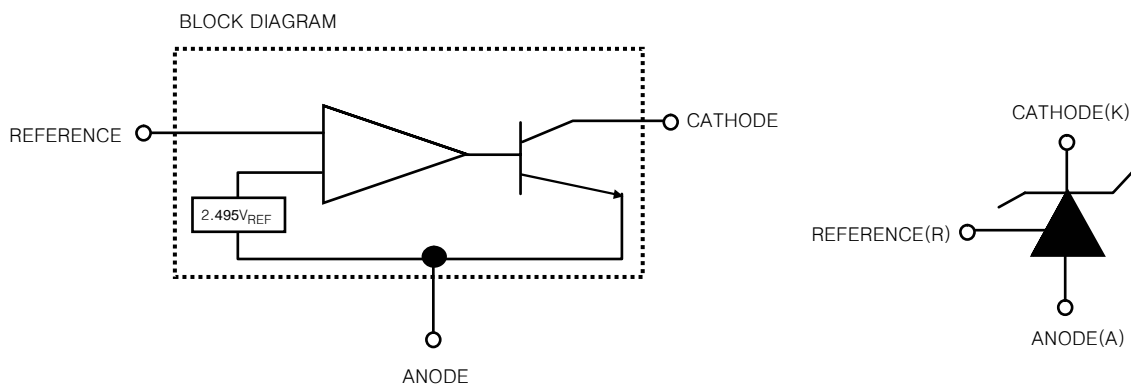 BLOCK DIAGRAM
REFERENCE
CATHODE
2.495VREF
ANODE
CATHODE(K)
REFERENCE(R)
ANODE(A)